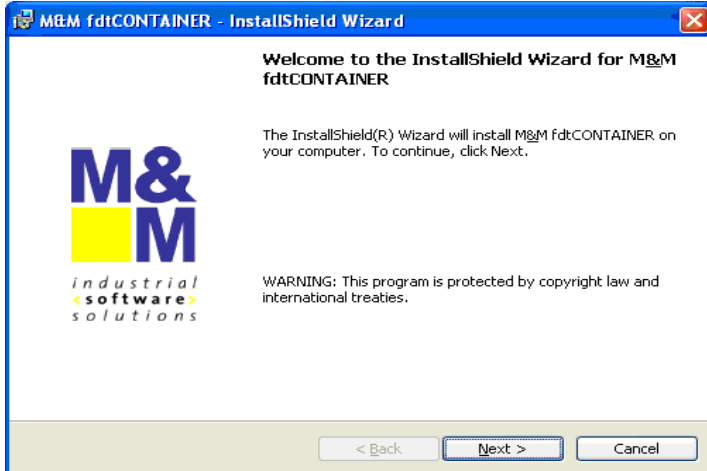 M&M fdtCONTAINER - InstallShield Wizard
Welcome to the InstallShield Wizard for M&M
fdtCONTAINER
The InstallShield(R) Wizard will install M&M fdtCONTAINER on
your computer. To continue, click Next.
M&
M
industrial
<software>
solutions
WARNING: This program is protected by copyright law and
international treaties.
< Back
Next >
Cancel